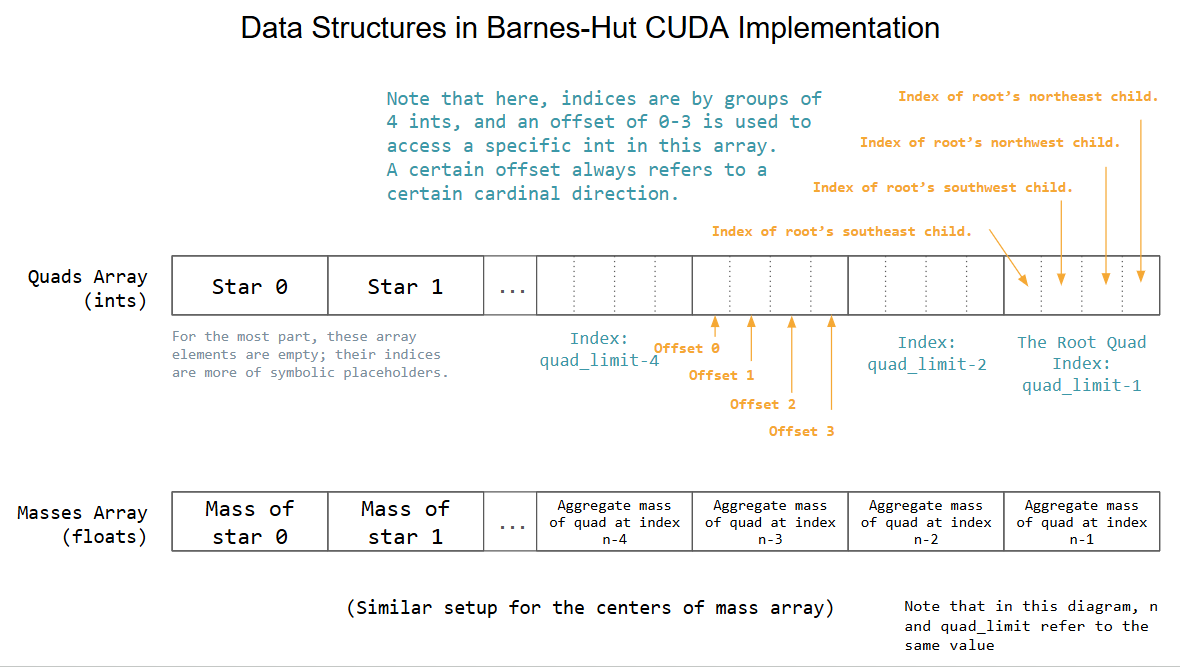 Data Structures in Barnes-Hut CUDA Implementation
Note that here, indices are by groups of
4 ints, and an offset of 0-3 is used to
access a specific int in this array.
A certain offset always refers to a
certain cardinal direction.
Index of root’s northeast child.
Index of root’s northwest child.
Index of root’s southwest child.
Index of root’s southeast child.
Quads Array
(ints)
Star 0
Star 1
...
For the most part, these array
elements are empty; their indices
are more of symbolic placeholders.
Index:
quad_limit-4
Offset 0
Offset 1
Offset 2
Offset 3
Index:
quad_limit-2
The Root Quad
Index:
quad_limit-1
Masses Array
(floats)
Mass of
star 0
Mass of
star 1
...
Aggregate mass
of quad at index
n-4
Aggregate mass
of quad at index
n-3
Aggregate mass
of quad at index
n-2
Aggregate mass
of quad at index
n-1
(Similar setup for the centers of mass array)
Note that in this diagram, n
and quad_limit refer to the
same value